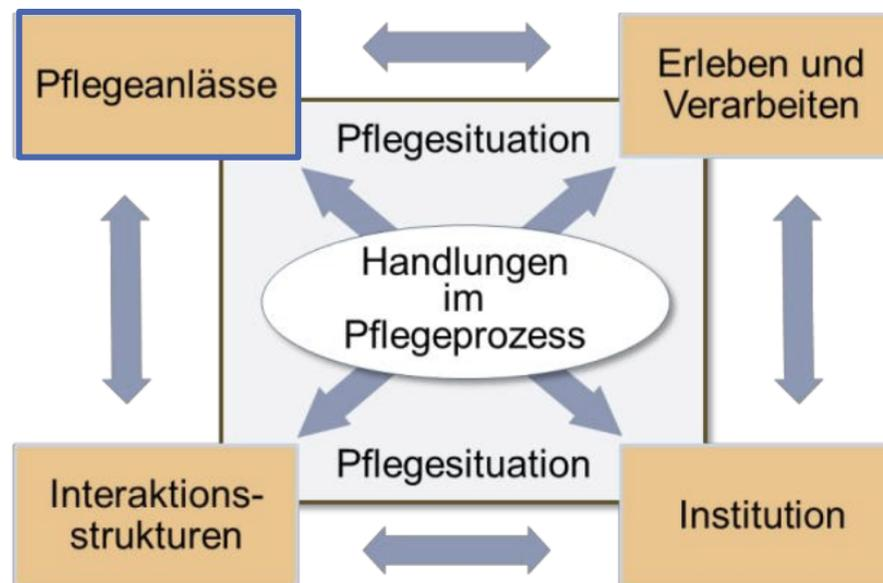 Pflegeanlässe
Erleben und
Verarbeiten
Pflegesituation
Handlungen
im
Pflegeprozess
Pflegesituation
Interaktions-
strukturen
Institution